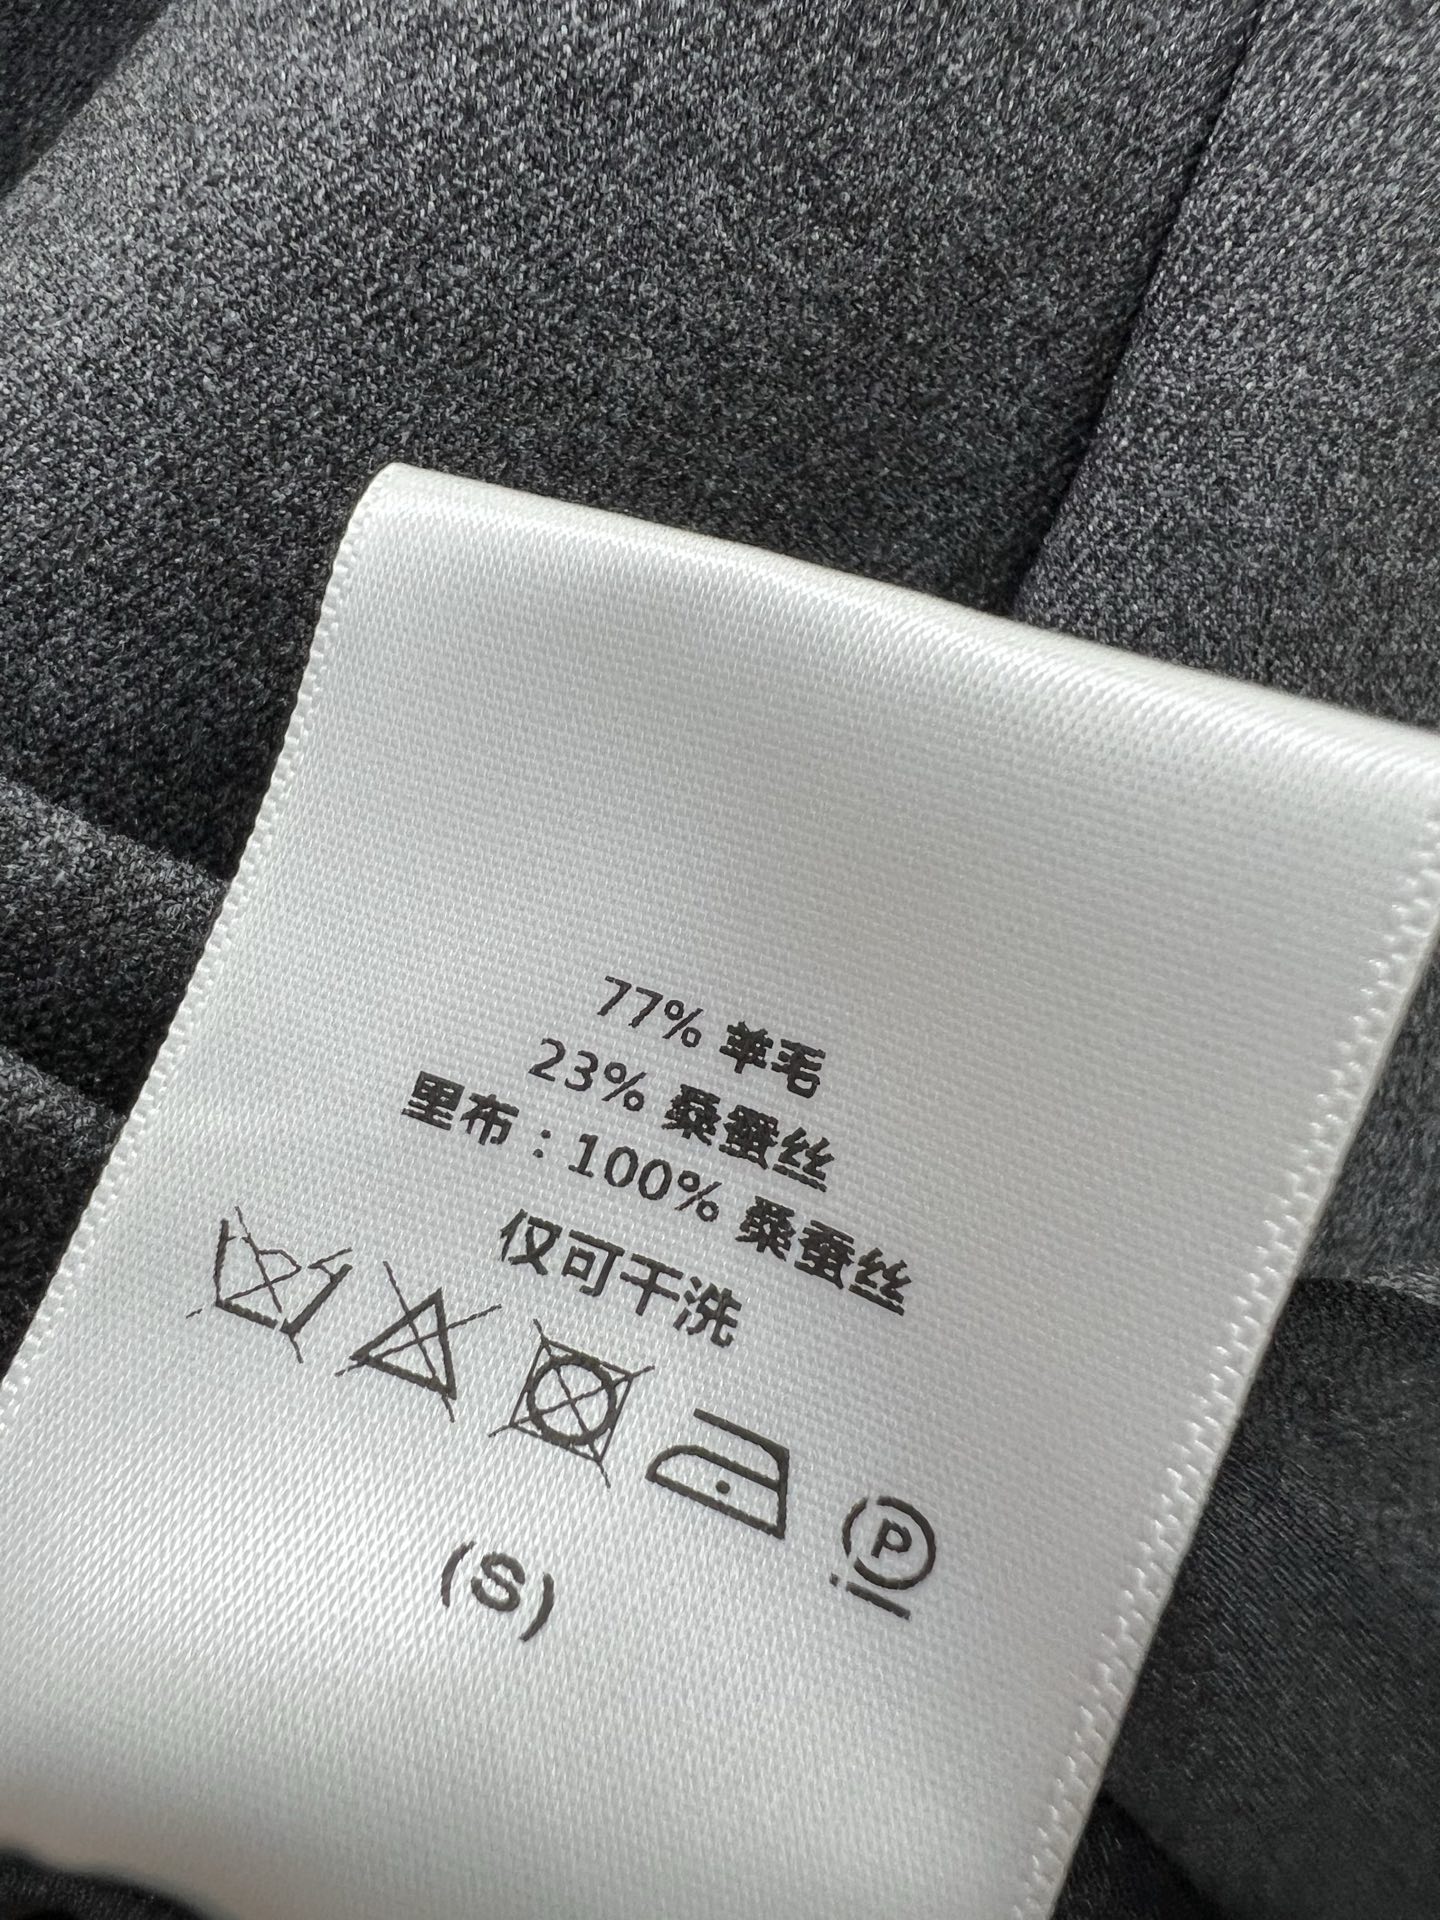 77% 羊毛
23% 桑蚕丝
里布：100% 桑蚕丝
仅可干洗
P
(S)